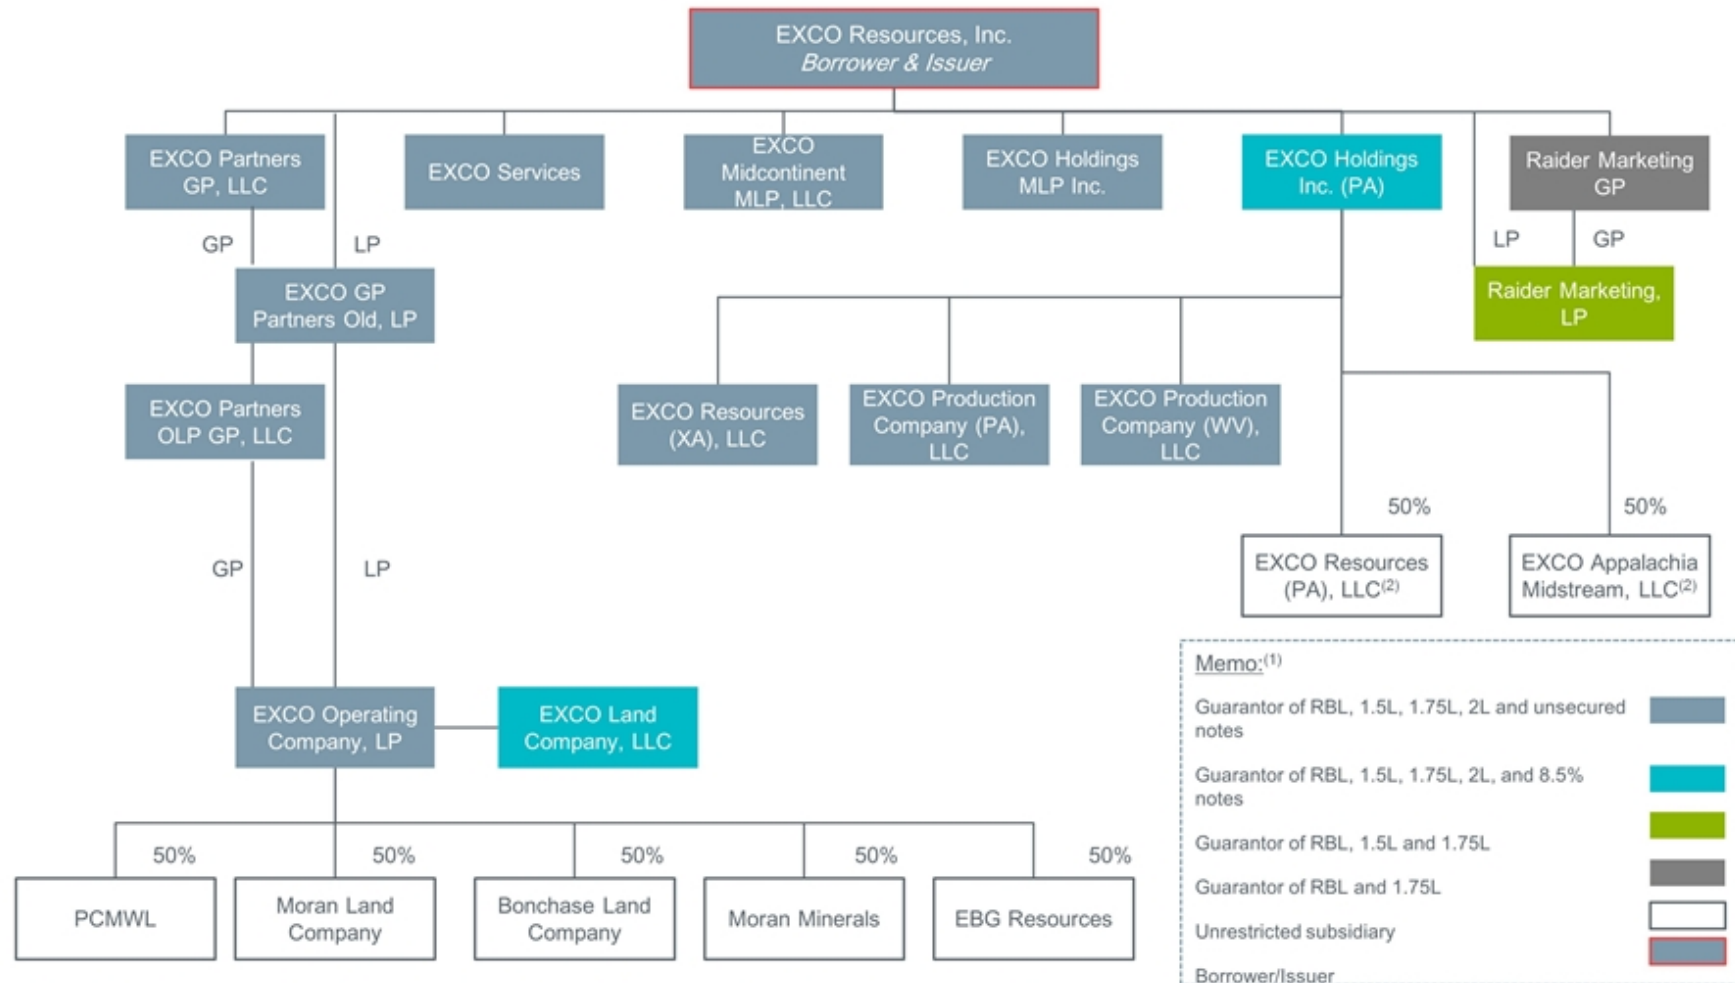 EXCO Resources, Inc.
Borrower & Issuer
EXCO Partners
GP, LLC
EXCO Services
EXCO
Midcontinent
MLP, LLC
EXCO Holdings
MLP Inc.
EXCO Holdings
Inc. (PA)
Raider Marketing
GP
GP
LP
LP
GP
EXCO GP
Partners Old, LP
Raider Marketing,
LP
EXCO Partners
OLP GP, LLC
EXCO Resources
(XA), LLC
EXCO Production
Company (PA),
LLC
EXCO Production
Company (WV),
LLC
50%
50%
GP
LP
EXCO Resources
(PA), LLC(2)
EXCO Appalachia
Midstream, LLC(2)
EXCO Operating
Company, LP
EXCO Land
Company, LLC
50%
50%
50%
50%
50%
PCMWL
Moran Land
Company
Bonchase Land
Company
Moran Minerals
EBG Resources
Memo:(1)
Guarantor of RBL, 1.5L, 1.75L, 2L and unsecured
notes
Guarantor of RBL, 1.5L, 1.75L, 2L, and 8.5%
notes
Guarantor of RBL, 1.5L and 1.75L
Guarantor of RBL and 1.75L
Unrestricted subsidiary
Borrower/Issuer